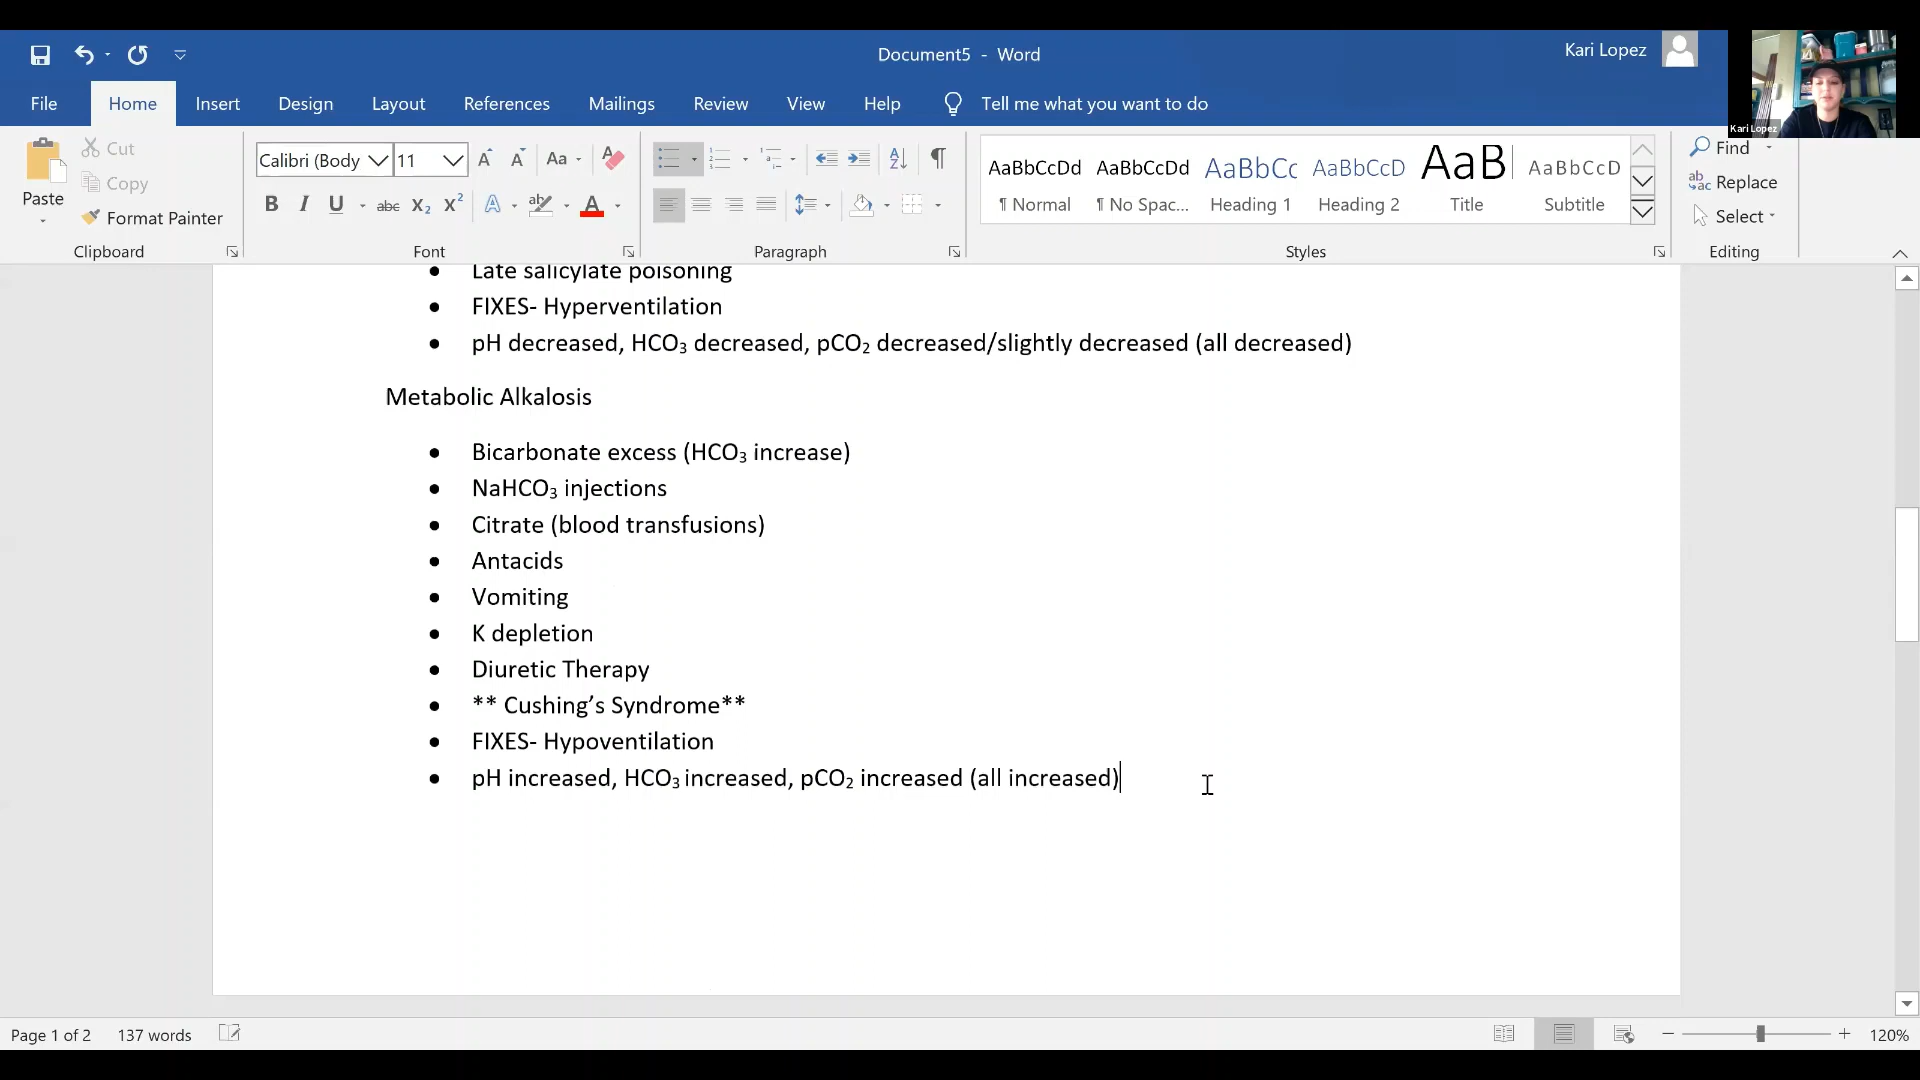 Document5 - Word
Kari Lopez
Kari Lopez
File Home Insert Design Layout References Mailings Review View Help Tell me what you want to do
Paste
Cut
Copy
Format Painter
Clipboard
Calibri (Body 11
Font
Paragraph
AaBbCcDd AaBbCcDd AaBbCc AaBbCcD AaB AaBbCcD
¶ Normal ¶ No Spac... Heading 1 Heading 2 Title Subtitle
Styles
Find
Replace
Select
Editing
• Late salicylate poisoning
• FIXES- Hyperventilation
• pH decreased, HCO₃ decreased, pCO₂ decreased/slightly decreased (all decreased)
Metabolic Alkalosis
• Bicarbonate excess (HCO₃ increase)
• NaHCO₃ injections
• Citrate (blood transfusions)
• Antacids
• Vomiting
• K depletion
• Diuretic Therapy
• ** Cushing’s Syndrome**
• FIXES- Hypoventilation
• pH increased, HCO₃ increased, pCO₂ increased (all increased)
Page 1 of 2 137 words 120%